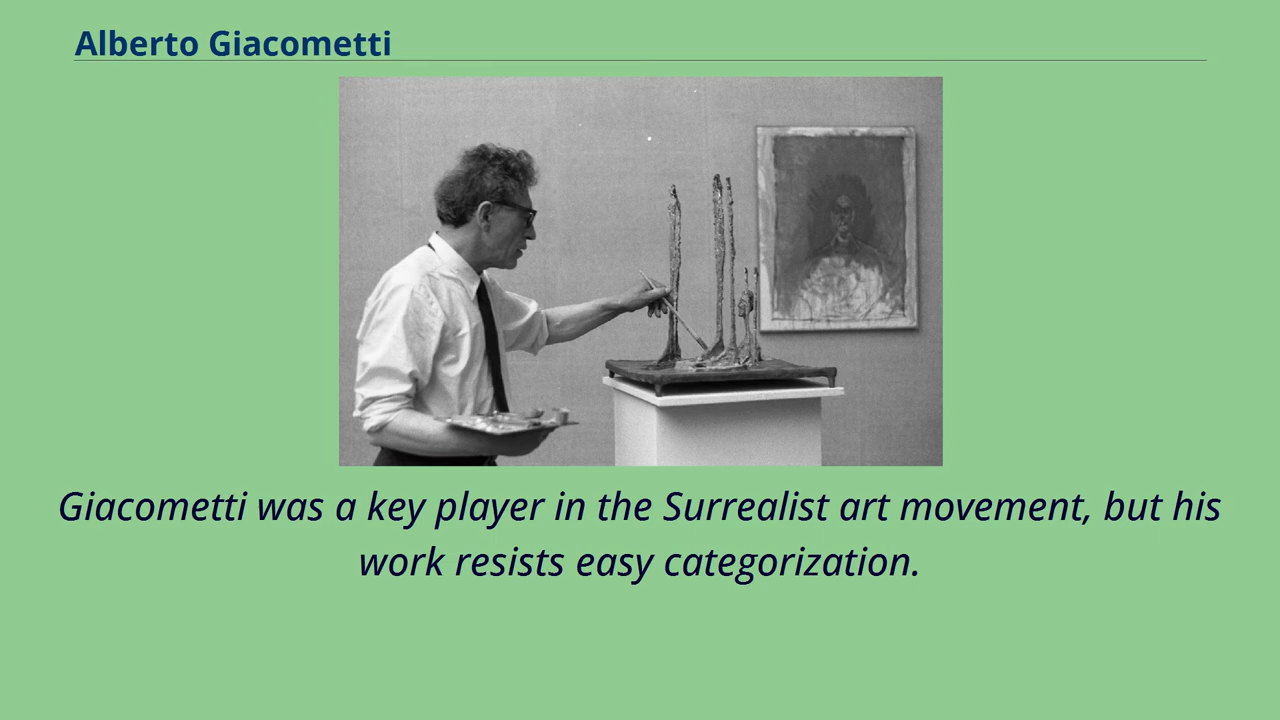 Alberto Giacometti
Giacometti was a key player in the Surrealist art movement, but his
work resists easy categorization.